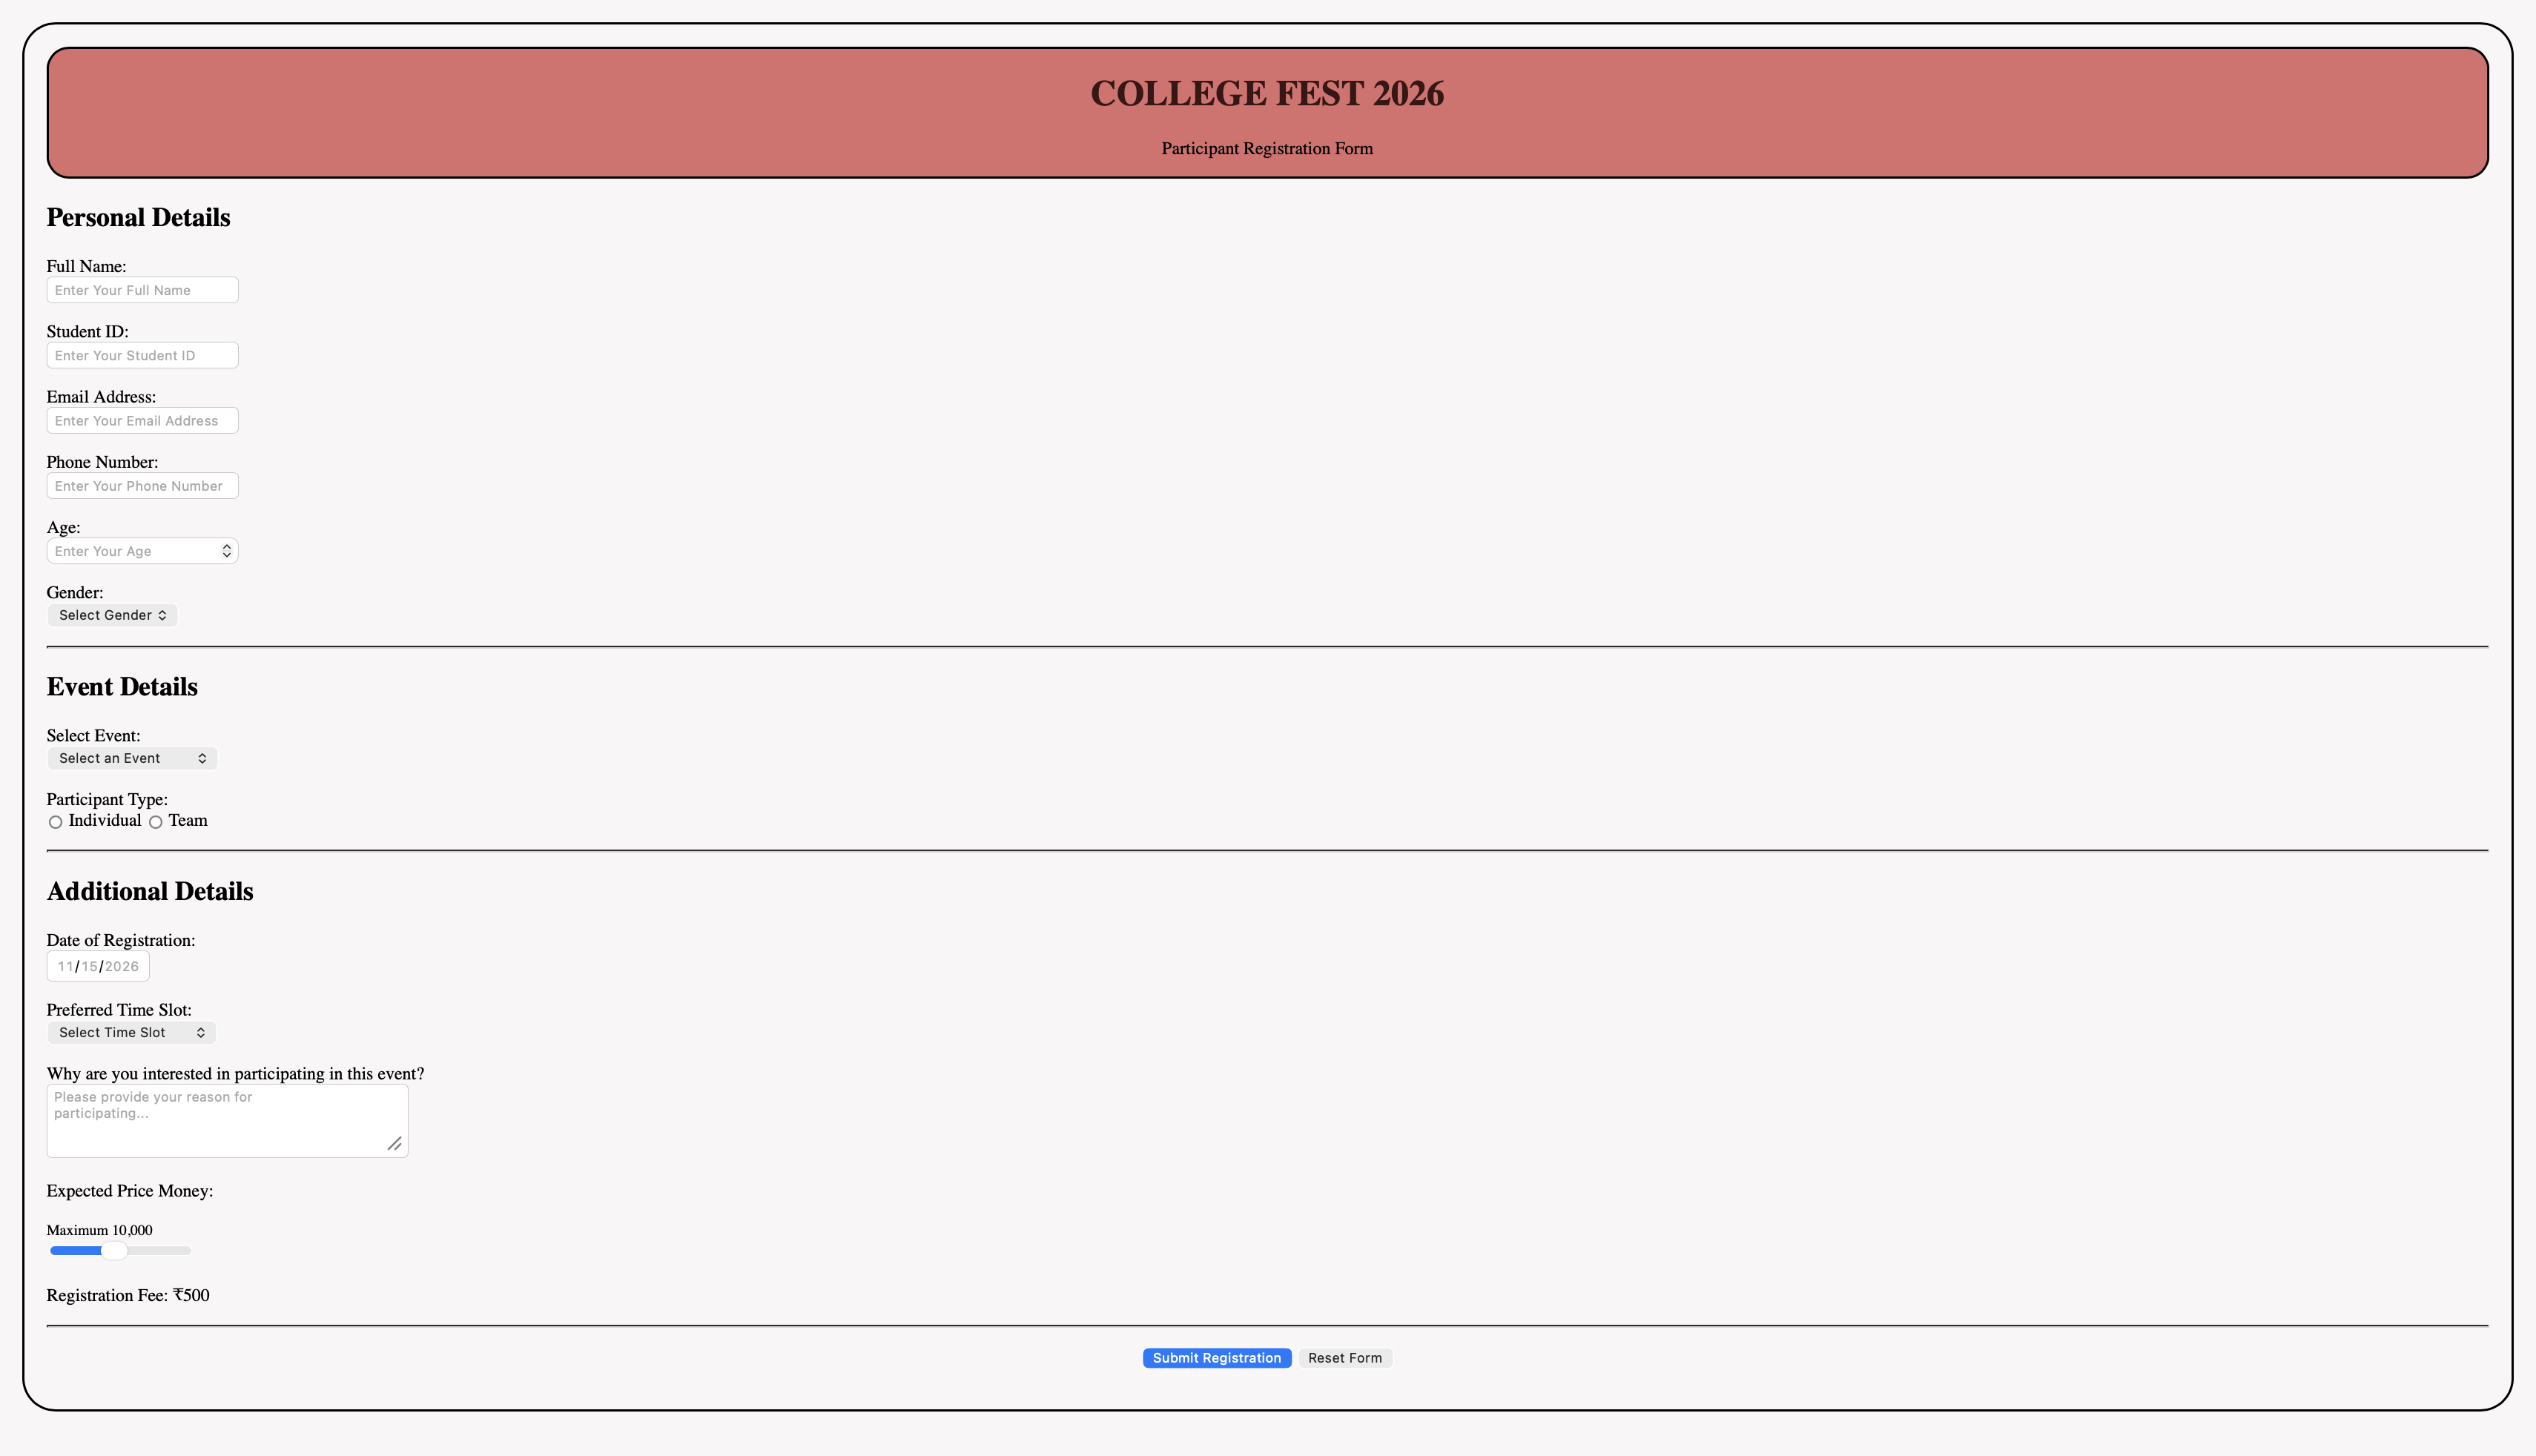 COLLEGE FEST 2026
Participant Registration Form
Personal Details
Full Name:
Enter Your Full Name
Student ID:
Enter Your Student ID
Email Address:
Enter Your Email Address
Phone Number:
Enter Your Phone Number
Age:
Enter Your Age
Gender:
Select Gender
Event Details
Select Event:
Select an Event
Participant Type:
Individual Team
Additional Details
Date of Registration:
11/15/2026
Preferred Time Slot:
Select Time Slot
Why are you interested in participating in this event?
Please provide your reason for
participating...
Expected Price Money:
Maximum 10,000
Registration Fee: ₹500
Submit Registration Reset Form